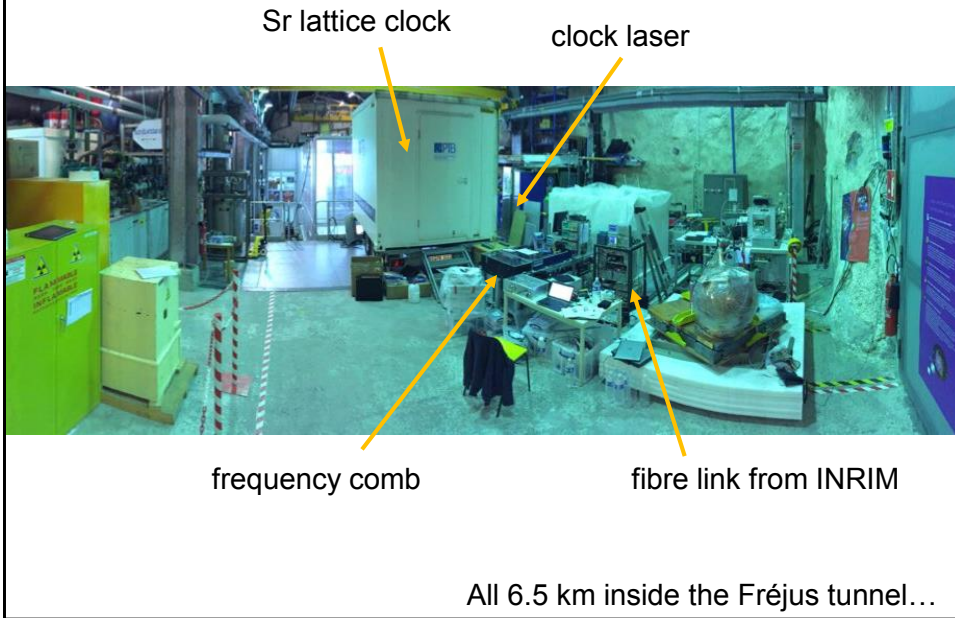 Sr lattice clock
clock laser
PTB
FLAMMABLE
INFLAMMABLE
frequency comb
fibre link from INRIM
All 6.5 km inside the Fréjus tunnel…